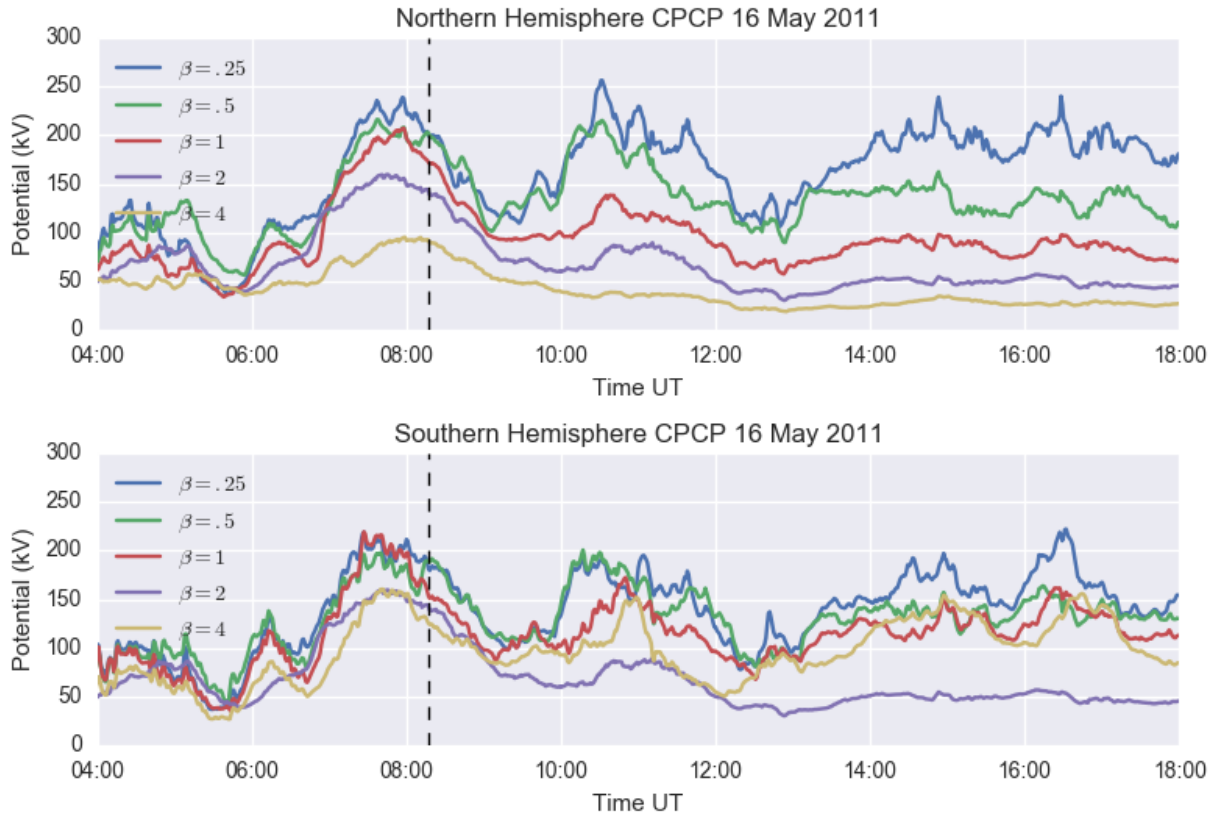 Northern Hemisphere CPCP 16 May 2011
300
250
200
150
100
50
0
Potential (kV)
β = .25
β = .5
β = 1
β = 2
β = 4
04:00 06:00 08:00 10:00 12:00 14:00 16:00 18:00
Time UT
Southern Hemisphere CPCP 16 May 2011
300
250
200
150
100
50
0
Potential (kV)
β = .25
β = .5
β = 1
β = 2
β = 4
04:00 06:00 08:00 10:00 12:00 14:00 16:00 18:00
Time UT